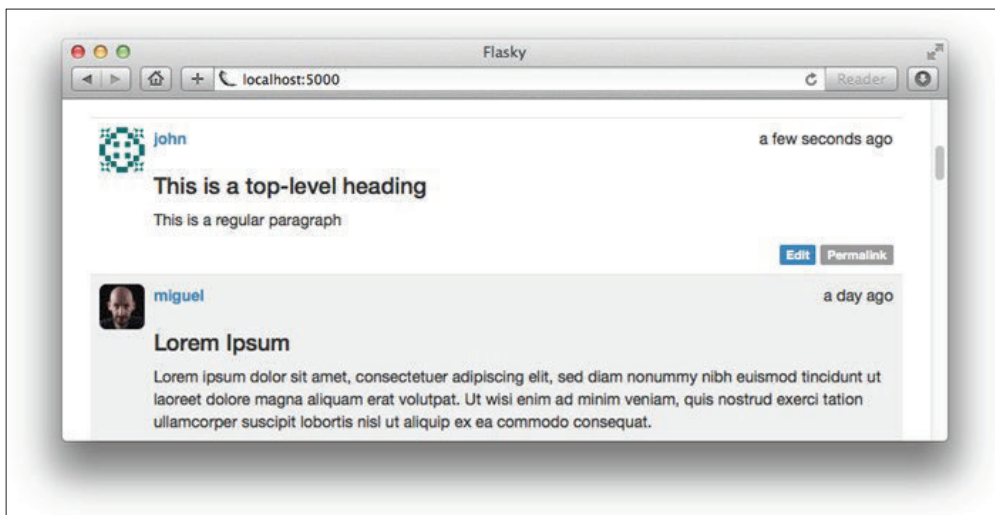 Flasky
localhost:5000
Reader
john
a few seconds ago
This is a top-level heading
This is a regular paragraph
Edit Permalink
miguel
a day ago
Lorem Ipsum
Lorem ipsum dolor sit amet, consectetuer adipiscing elit, sed diam nonummy nibh euismod tincidunt ut
laoreet dolore magna aliquam erat volutpat. Ut wisi enim ad minim veniam, quis nostrud exerci tation
ullamcorper suscipit lobortis nisl ut aliquip ex ea commodo consequat.